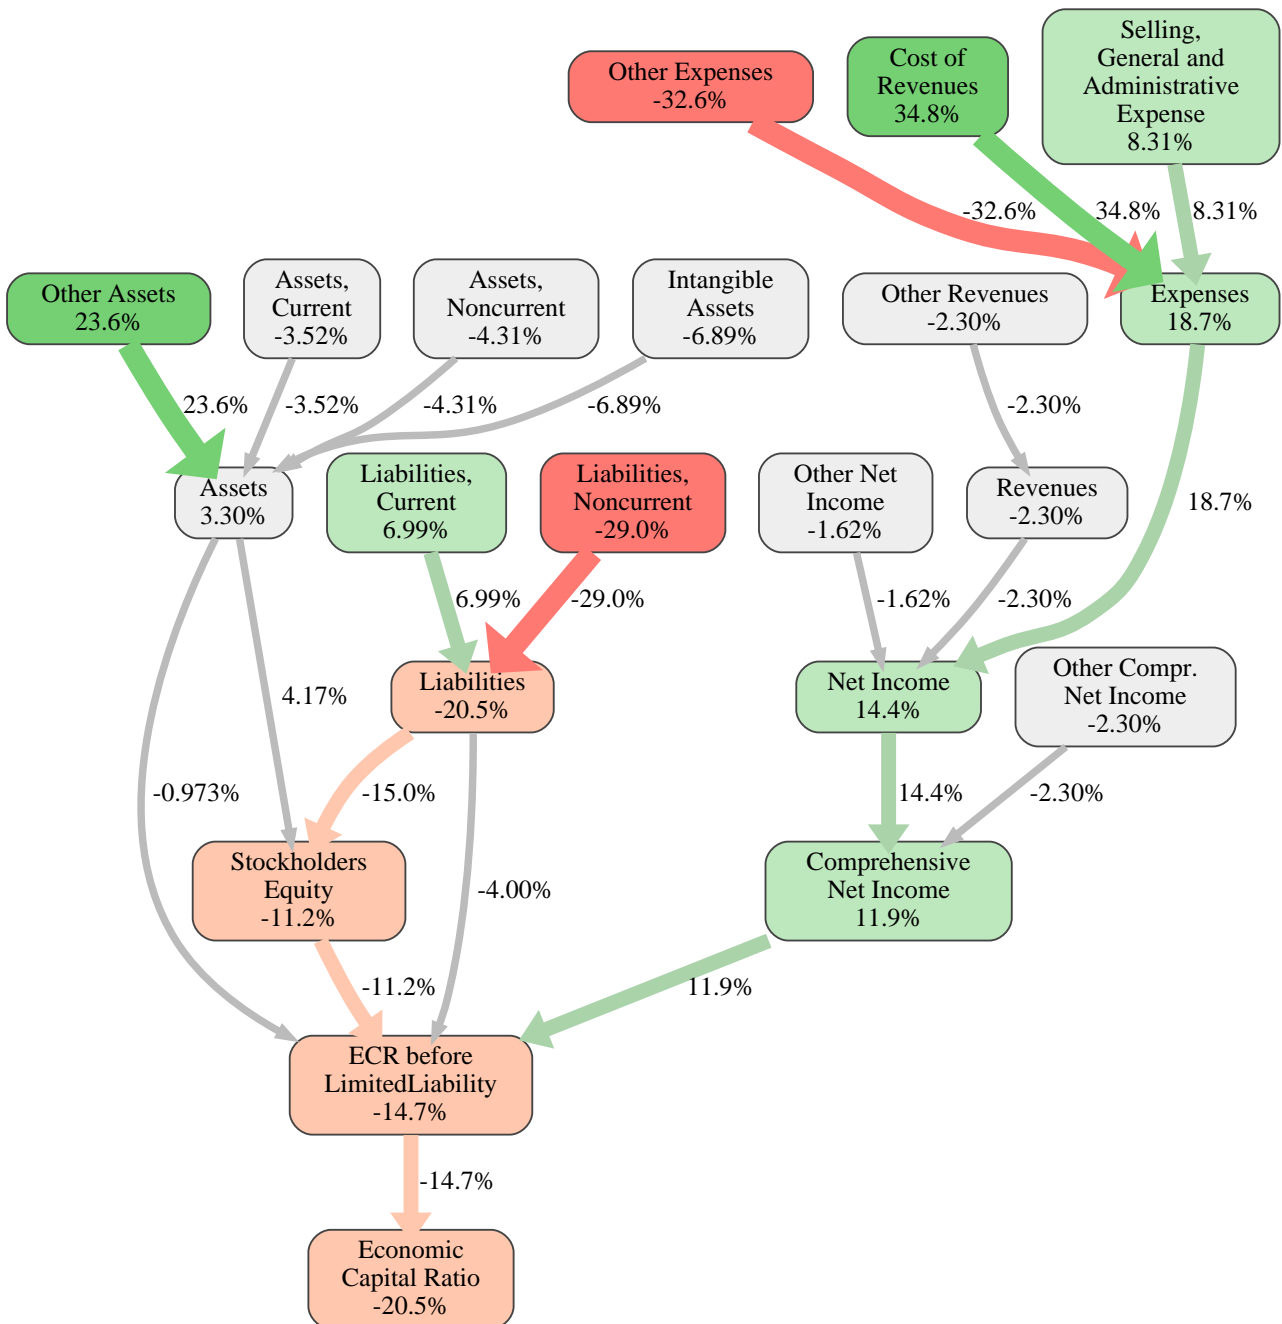 Selling,
General and
Administrative
Expense
8.31%
Cost of
Revenues
34.8%
Other Expenses
-32.6%
-32.6%
34.8%
8.31%
Other Assets
23.6%
Assets,
Current
-3.52%
Assets,
Noncurrent
-4.31%
Intangible
Assets
-6.89%
Other Revenues
-2.30%
Expenses
18.7%
23.6%
-3.52%
-4.31%
-6.89%
-2.30%
Assets
3.30%
Liabilities,
Current
6.99%
Liabilities,
Noncurrent
-29.0%
Other Net
Income
-1.62%
Revenues
-2.30%
18.7%
6.99%
-29.0%
-1.62%
-2.30%
Liabilities
-20.5%
Net Income
14.4%
Other Compr.
Net Income
-2.30%
4.17%
-0.973%
-15.0%
14.4%
-2.30%
Stockholders
Equity
-11.2%
-4.00%
Comprehensive
Net Income
11.9%
-11.2%
11.9%
ECR before
LimitedLiability
-14.7%
-14.7%
Economic
Capital Ratio
-20.5%